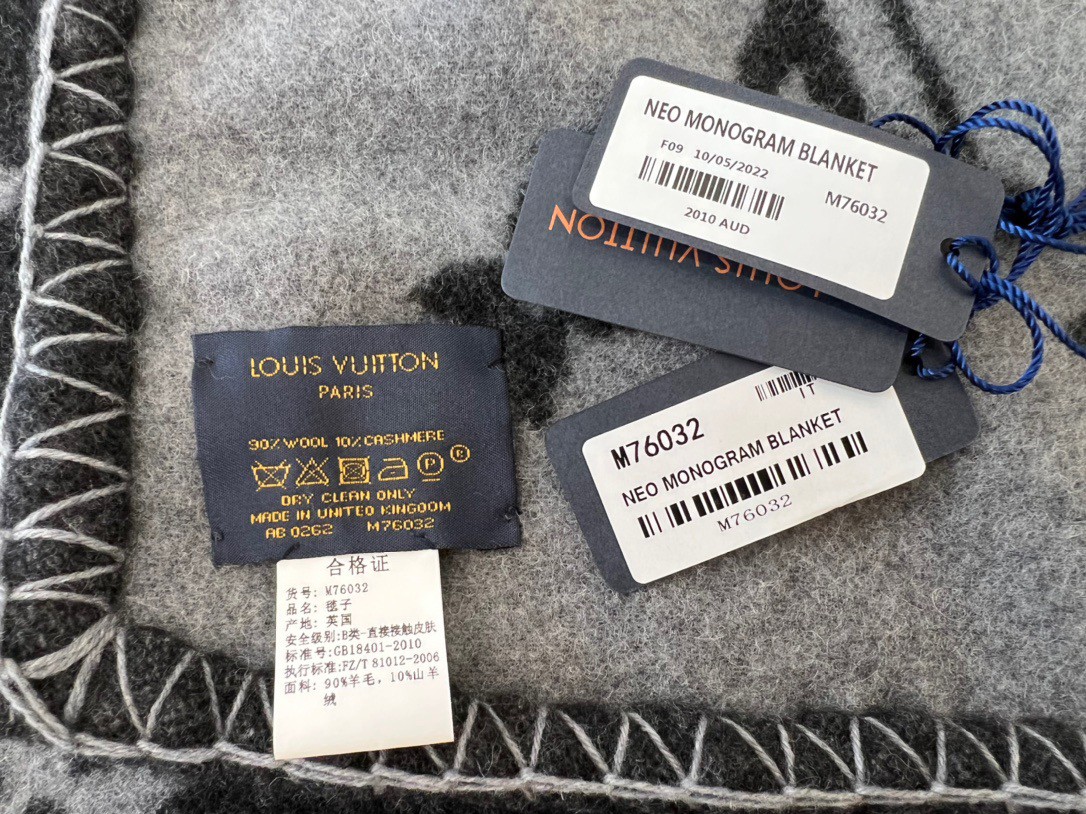 NEO MONOGRAM BLANKET
F09 10/05/2022
M76032
2010 AUD
LOUIS VUITTON
IT
M76032
NEO MONOGRAM BLANKET
M76032
LOUIS VUITTON
PARIS
90% WOOL 10% CASHMERE
P
®
DRY CLEAN ONLY
MADE IN UNITEO KINGOOM
AB 0262 M76032
合格证
货号: M76032
品名: 毯子
产地: 英国
安全级别:B类-直接接触皮肤
标准号:GB18401-2010
执行标准:FZ/T 81012-2006
面料: 90%羊毛, 10%山羊
绒